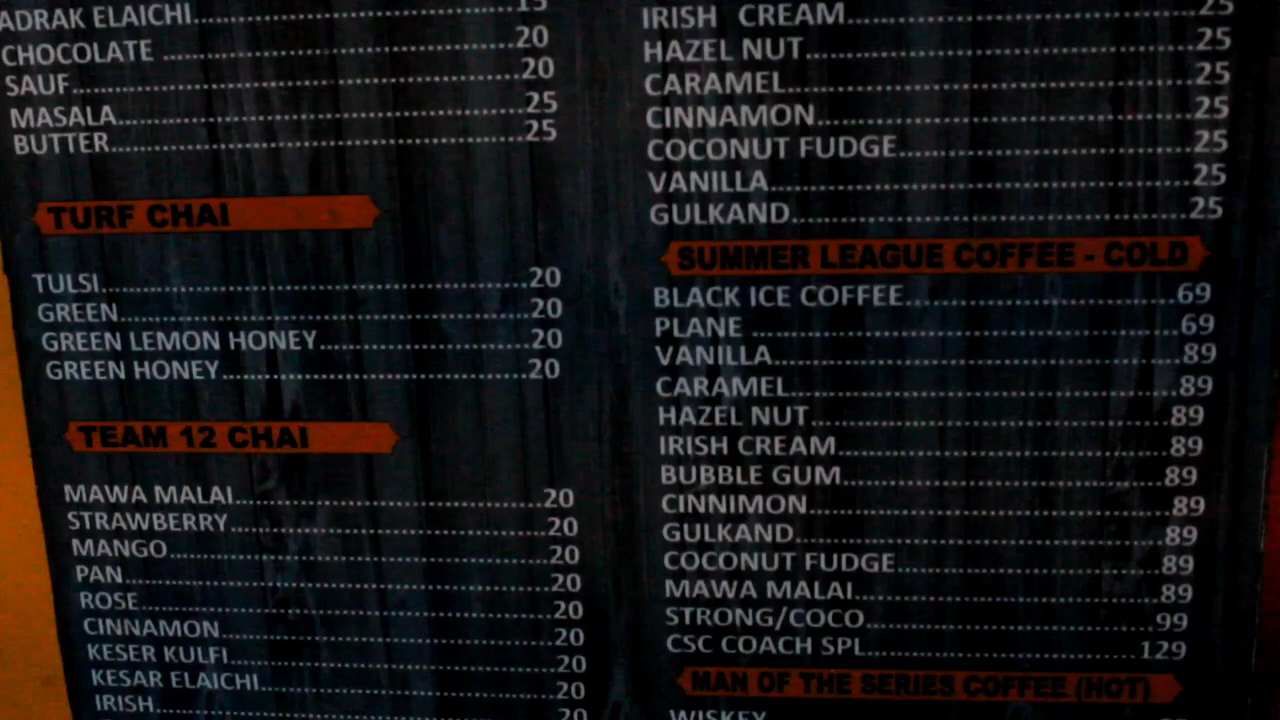 ADRAK ELAICHI 15
CHOCOLATE 20
SAUF 20
MASALA 25
BUTTER 25
TURF CHAI
TULSI 20
GREEN 20
GREEN LEMON HONEY 20
GREEN HONEY 20
TEAM 12 CHAI
MAWA MALAI 20
STRAWBERRY 20
MANGO 20
PAN 20
ROSE 20
CINNAMON 20
KESER KULFI 20
KESAR ELAICHI 20
IRISH 20
IRISH CREAM 25
HAZEL NUT 25
CARAMEL 25
CINNAMON 25
COCONUT FUDGE 25
VANILLA 25
GULKAND 25
SUMMER LEAGUE COFFEE - COLD
BLACK ICE COFFEE 69
PLANE 69
VANILLA 89
CARAMEL 89
HAZEL NUT 89
IRISH CREAM 89
BUBBLE GUM 89
CINNIMON 89
GULKAND 89
COCONUT FUDGE 89
MAWA MALAI 89
STRONG/COCO 99
CSC COACH SPL 129
MAN OF THE SERIES COFFEE (HOT)
WISKEY